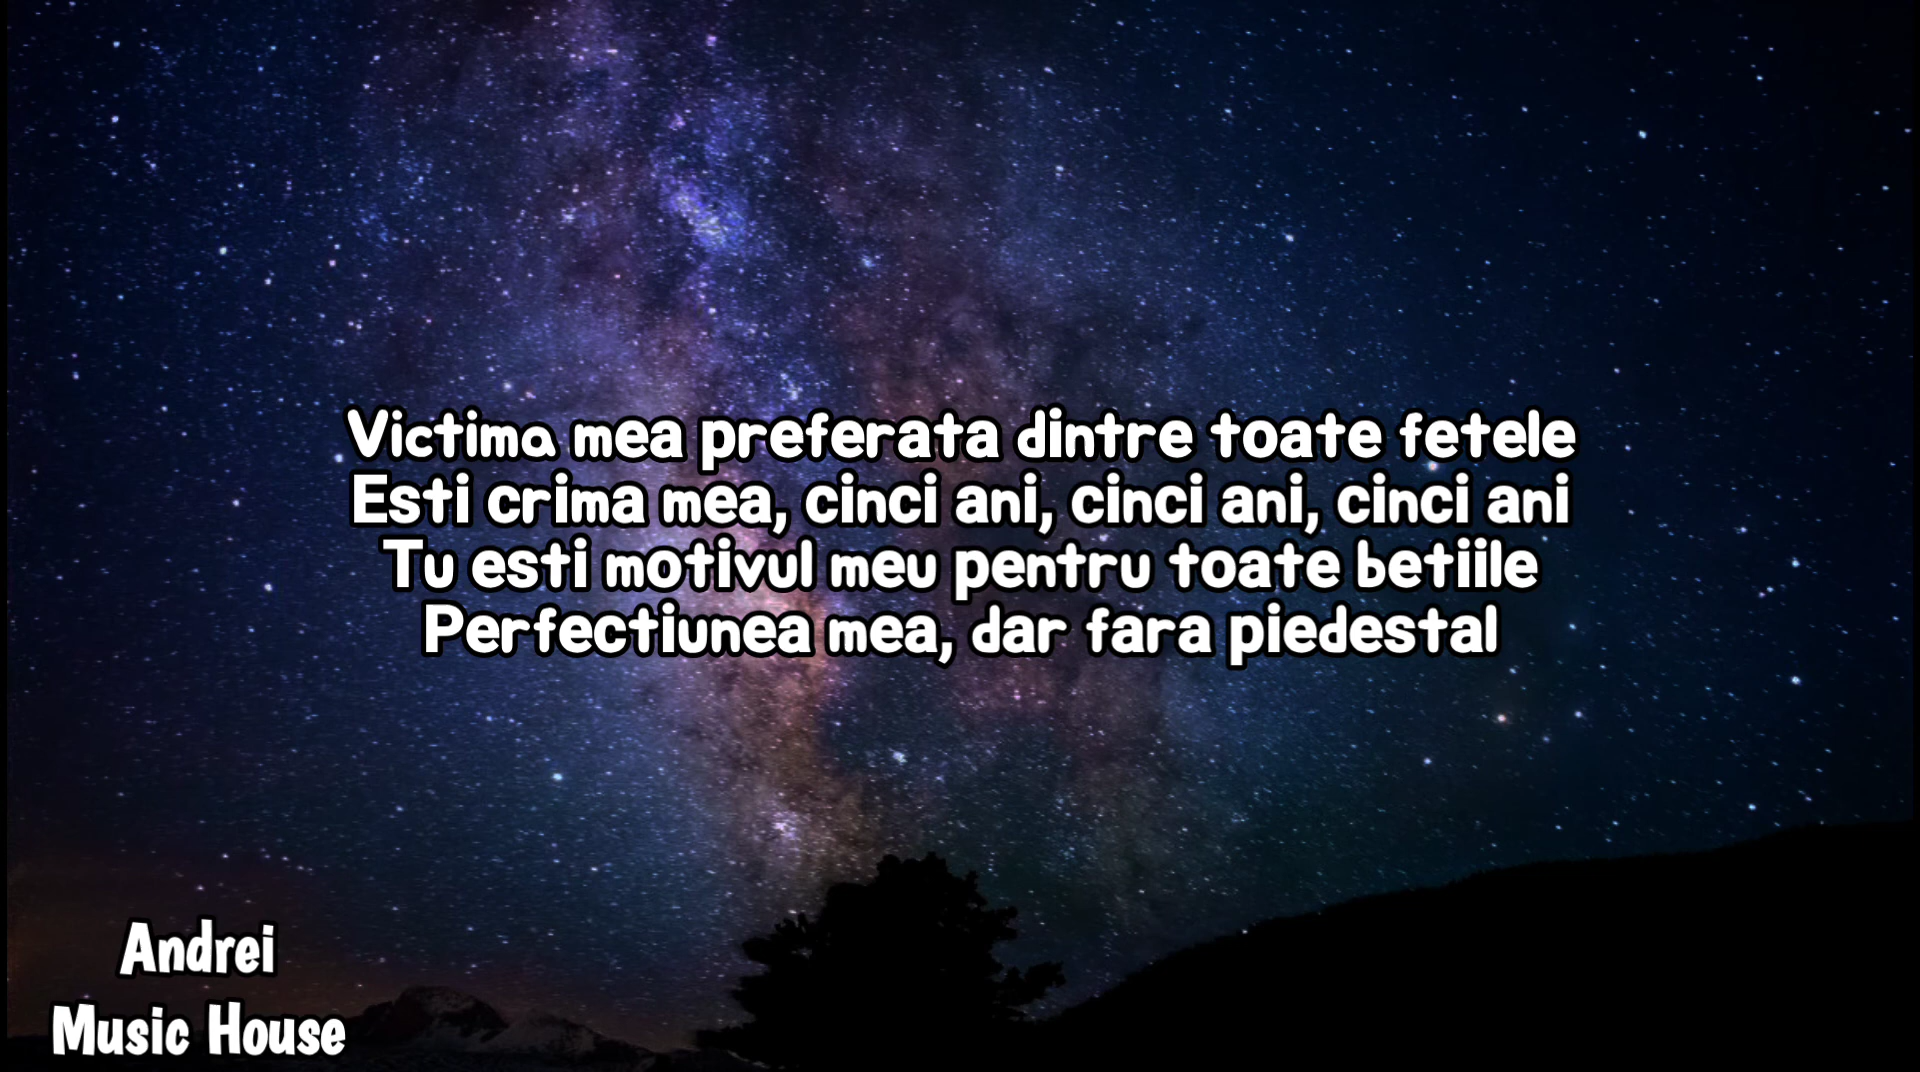 Victima mea preferata dintre toate fetele
Esti crima mea, cinci ani, cinci ani, cinci ani
Tu esti motivul meu pentru toate betiile
Perfectiunea mea, dar fara piedestal
Andrei
Music House